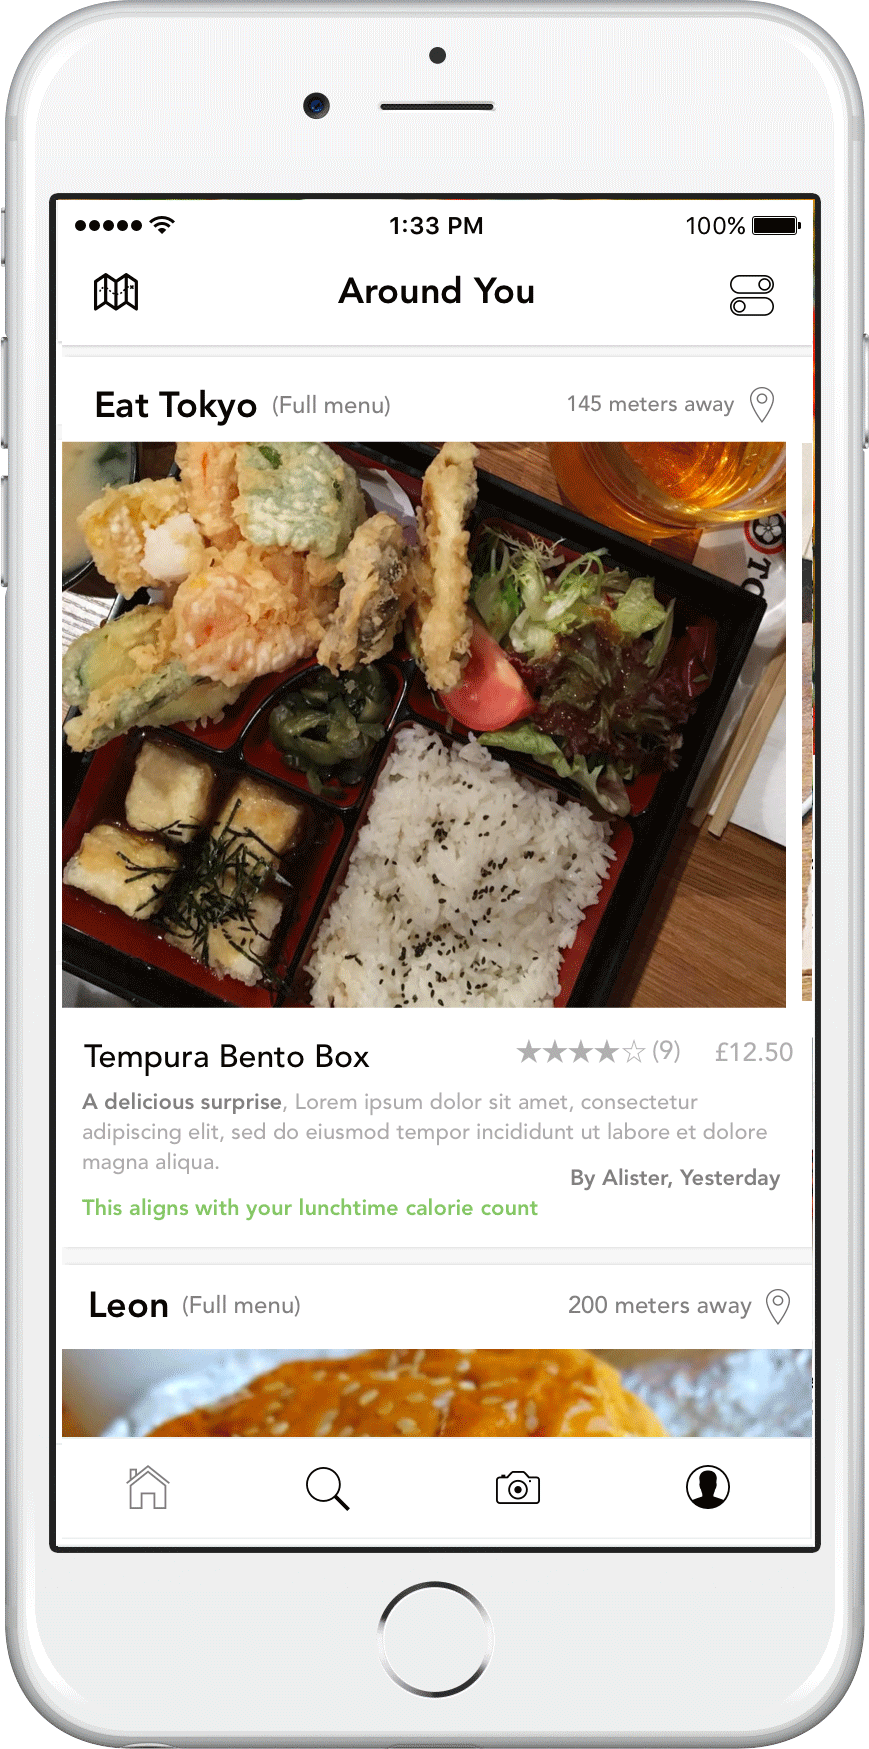 1:33 PM 100%
Around You
Eat Tokyo (Full menu) 145 meters away
TO
Tempura Bento Box ★★★★☆ (9) £12.50
A delicious surprise, Lorem ipsum dolor sit amet, consectetur
adipiscing elit, sed do eiusmod tempor incididunt ut labore et dolore
magna aliqua.
By Alister, Yesterday
This aligns with your lunchtime calorie count
Leon (Full menu) 200 meters away